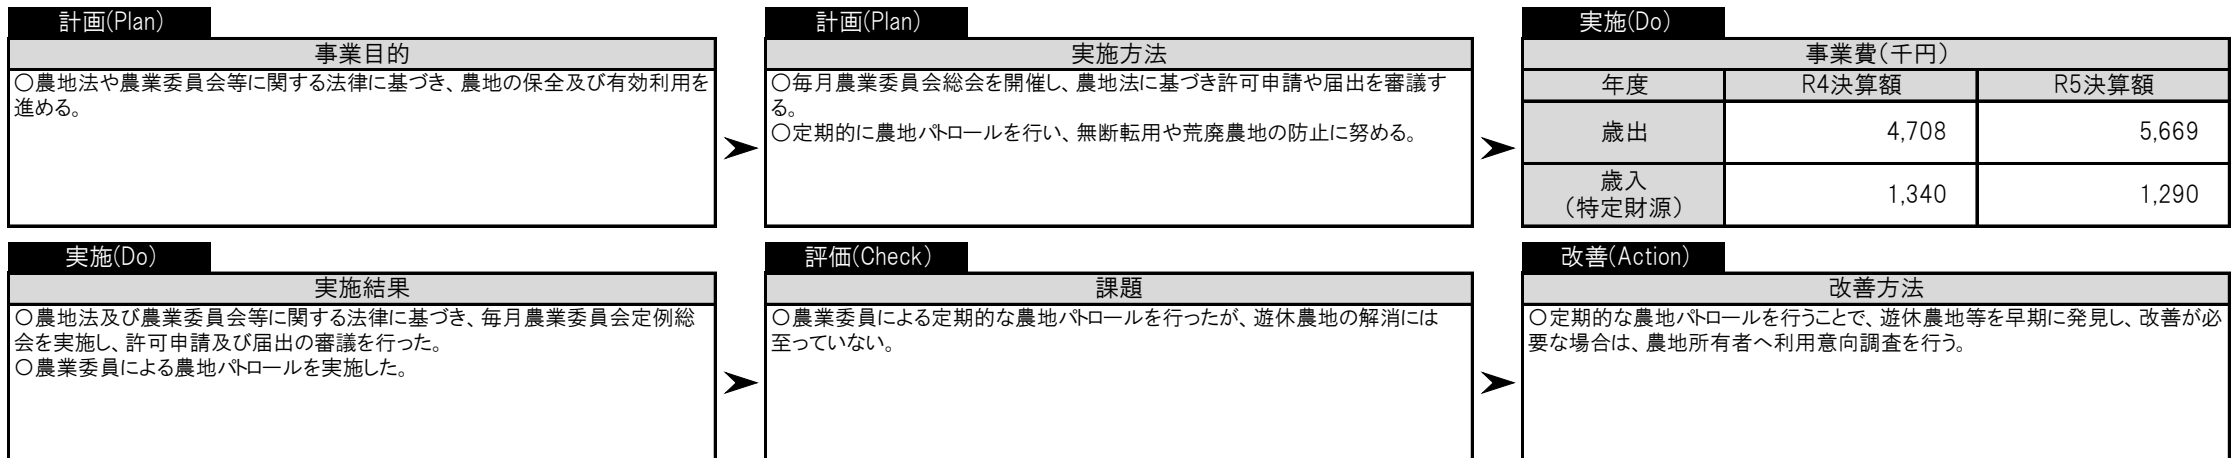 計画(Plan)
事業目的
○農地法や農業委員会等に関する法律に基づき、農地の保全及び有効利用を
進める。
計画(Plan)
実施方法
○毎月農業委員会総会を開催し、農地法に基づき許可申請や届出を審議す
る。
○定期的に農地パトロールを行い、無断転用や荒廃農地の防止に努める。
実施(Do)
事業費(千円)
年度 R4決算額 R5決算額
歳出 4,708 5,669
歳入
(特定財源) 1,340 1,290
実施(Do)
実施結果
○農地法及び農業委員会等に関する法律に基づき、毎月農業委員会定例総
会を実施し、許可申請及び届出の審議を行った。
○農業委員による農地パトロールを実施した。
評価(Check)
課題
○農業委員による定期的な農地パトロールを行ったが、遊休農地の解消には
至っていない。
改善(Action)
改善方法
○定期的な農地パトロールを行うことで、遊休農地等を早期に発見し、改善が必
要な場合は、農地所有者へ利用意向調査を行う。